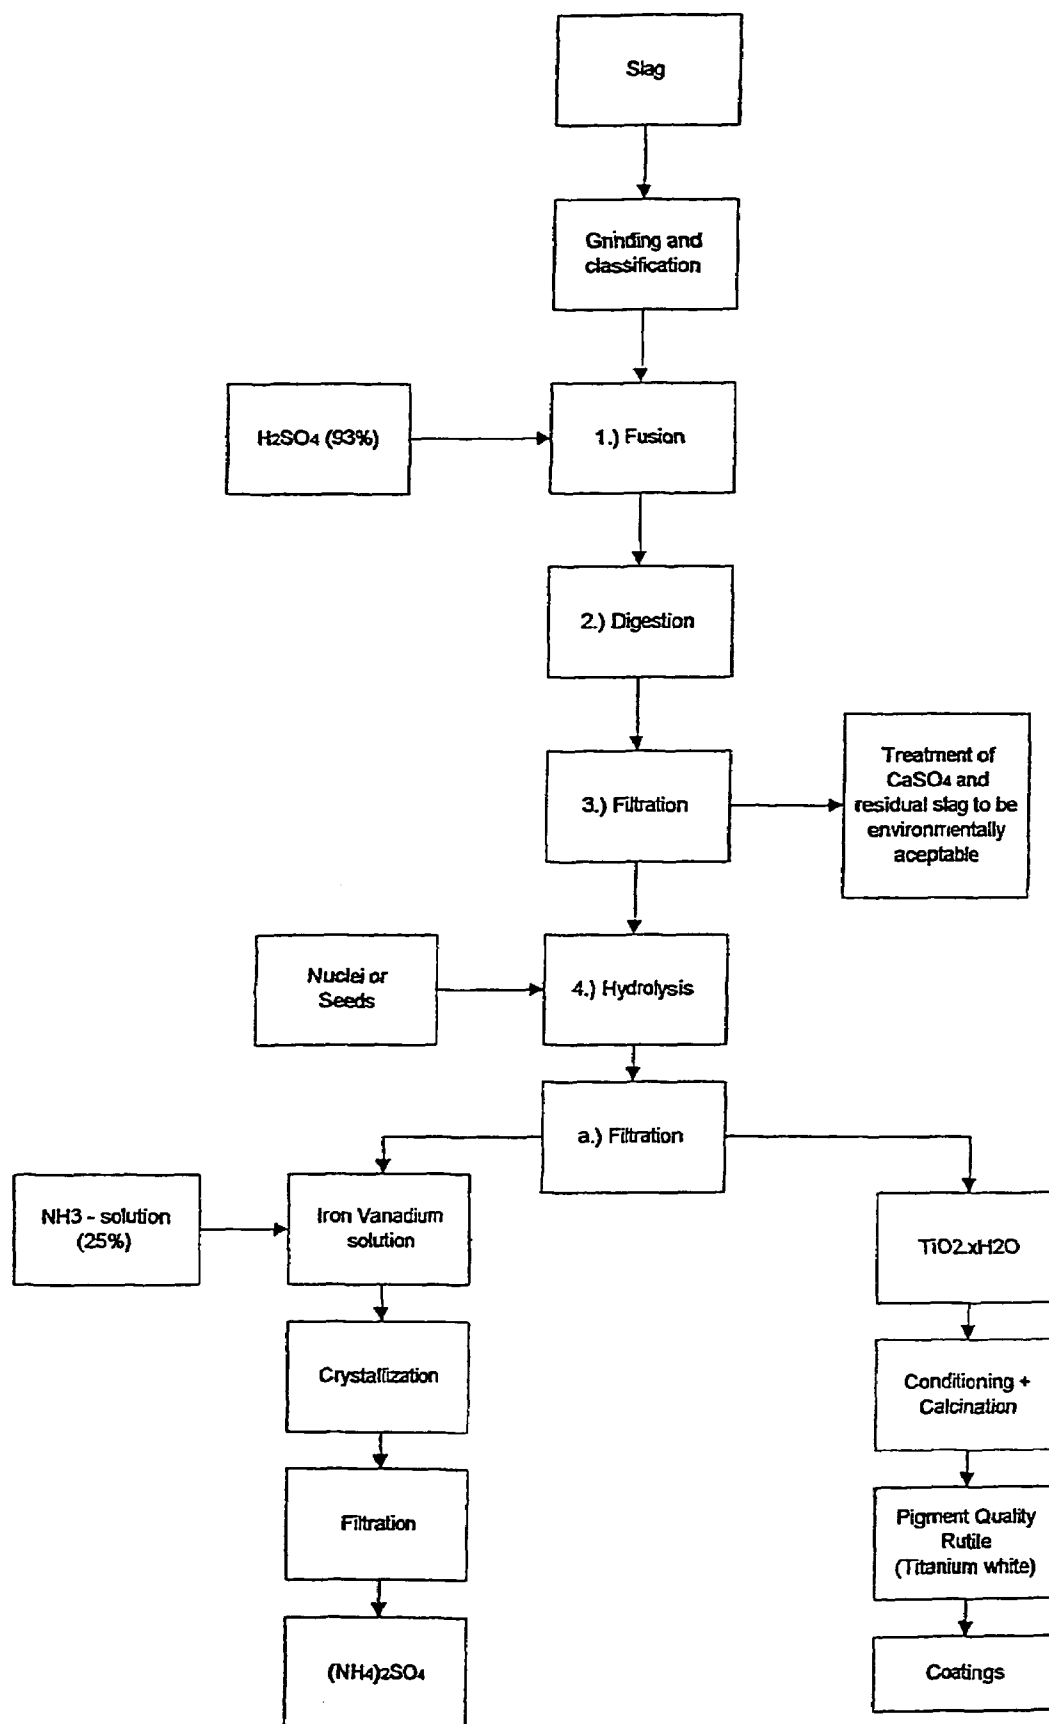 Slag
Grinding and
classification
H2SO4 (93%)
1.) Fusion
2.) Digestion
3.) Filtration
Treatment of
CaSO4 and
residual slag to be
environmentally
aceptable
Nuclei or
Seeds
4.) Hydrolysis
a.) Filtration
NH3 - solution
(25%)
Iron Vanadium
solution
TiO2.xH2O
Crystallization
Conditioning +
Calcination
Filtration
Pigment Quality
Rutile
(Titanium white)
(NH4)2SO4
Coatings